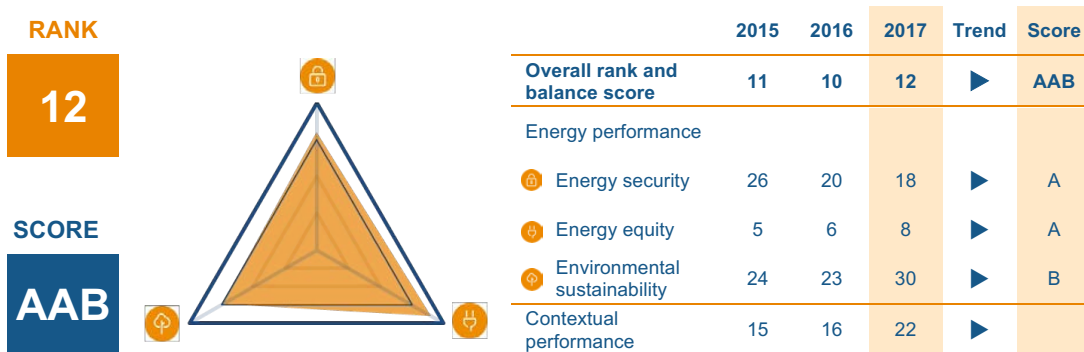 RANK
12
SCORE
AAB
2015 2016 2017 Trend Score
Overall rank and
balance score 11 10 12 AAB
Energy performance
Energy security 26 20 18 A
Energy equity 5 6 8 A
Environmental
sustainability 24 23 30 B
Contextual
performance 15 16 22